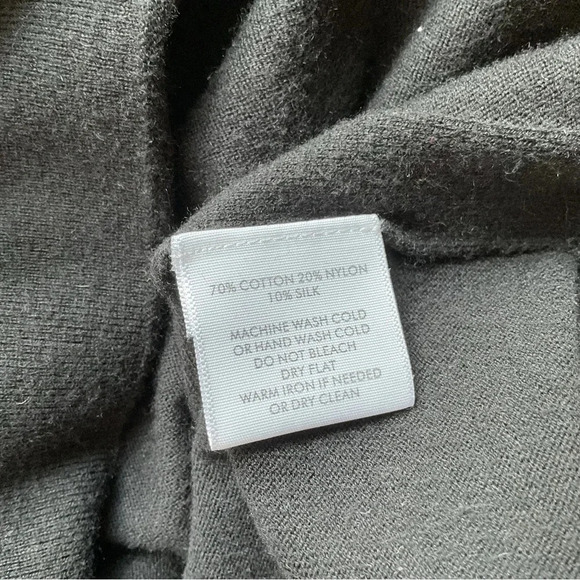 70% COTTON 20% NYLON
10% SILK
MACHINE WASH COLD
OR HAND WASH COLD
DO NOT BLEACH
DRY FLAT
WARM IRON IF NEEDED
OR DRY CLEAN